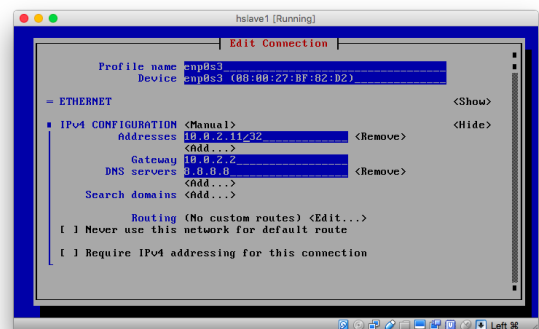 hslave1 [Running]
Edit Connection
Profile name enp0s3
Device enp0s3 (08:00:27:BF:82:D2)
= ETHERNET <Show>
IPv4 CONFIGURATION <Manual> <Hide>
Addresses 10.0.2.11/32 <Remove>
<Add...>
Gateway 10.0.2.2
DNS servers 8.8.8.8 <Remove>
<Add...>
Search domains <Add...>
Routing (No custom routes) <Edit...>
[ ] Never use this network for default route
[ ] Require IPv4 addressing for this connection
Left ⌘